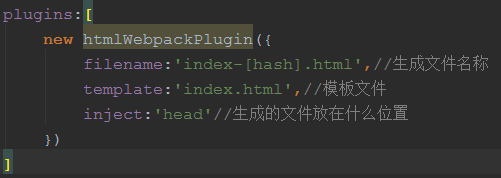 plugins:[
new htmlWebpackPlugin({
filename:'index-[hash].html',//生成文件名称
template:'index.html',//模板文件
inject:'head'//生成的文件放在什么位置
})
]